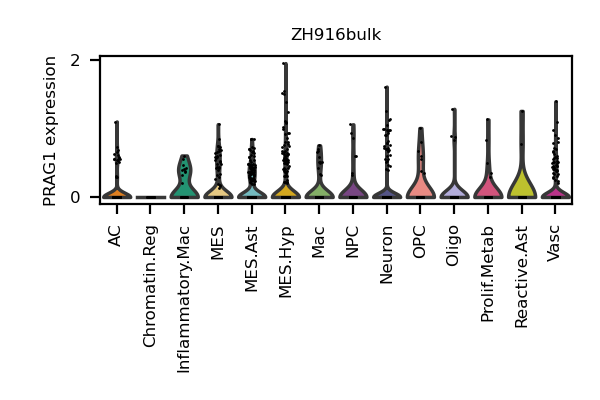 ZH916bulk
PRAG1 expression
2
0
AC
Chromatin.Reg
Inflammatory.Mac
MES
MES.Ast
MES.Hyp
Mac
NPC
Neuron
OPC
Oligo
Prolif.Metab
Reactive.Ast
Vasc